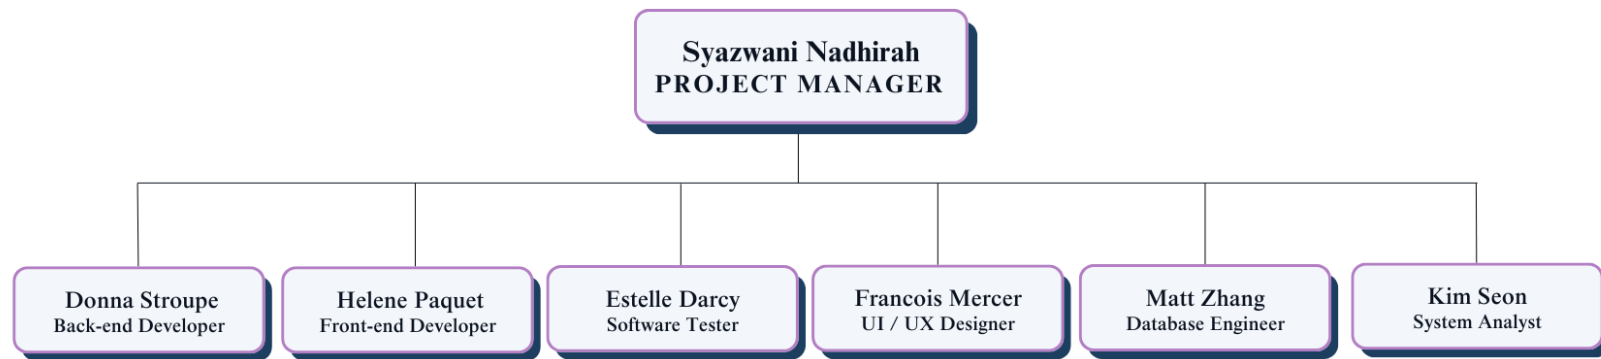 Syazwani Nadhirah
PROJECT MANAGER
Donna Stroupe
Back-end Developer
Helene Paquet
Front-end Developer
Estelle Darcy
Software Tester
Francois Mercer
UI / UX Designer
Matt Zhang
Database Engineer
Kim Seon
System Analyst